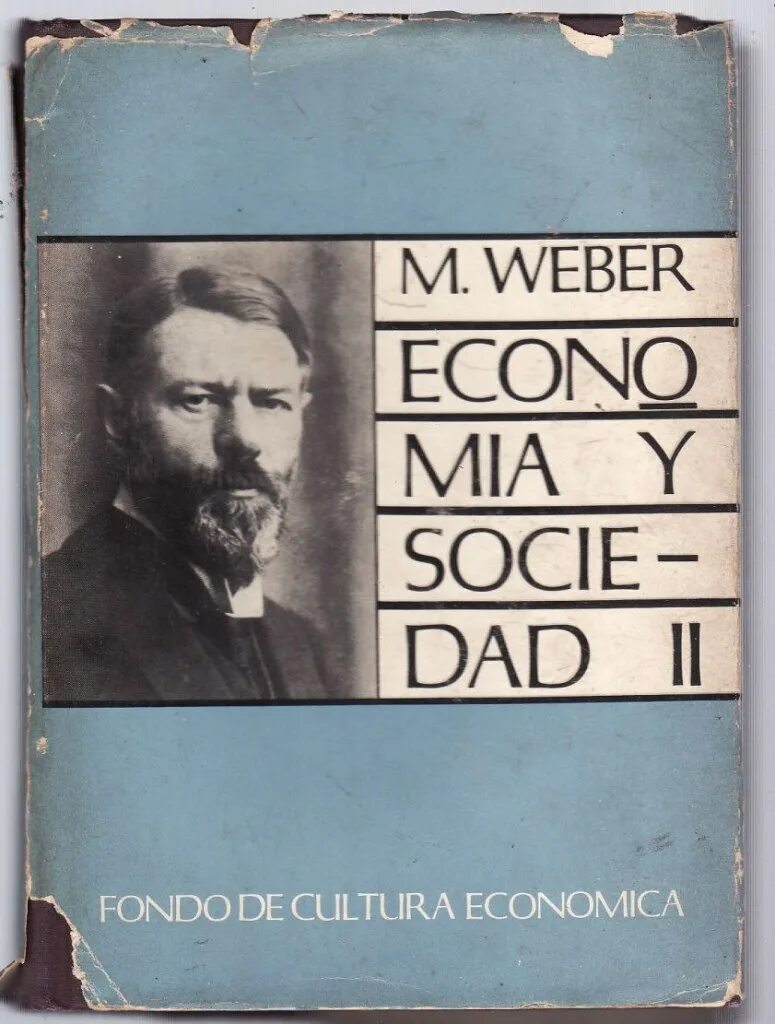 M. WEBER
ECONO
MIA Y
SOCIE-
DAD II
FONDO DE CULTURA ECONOMICA